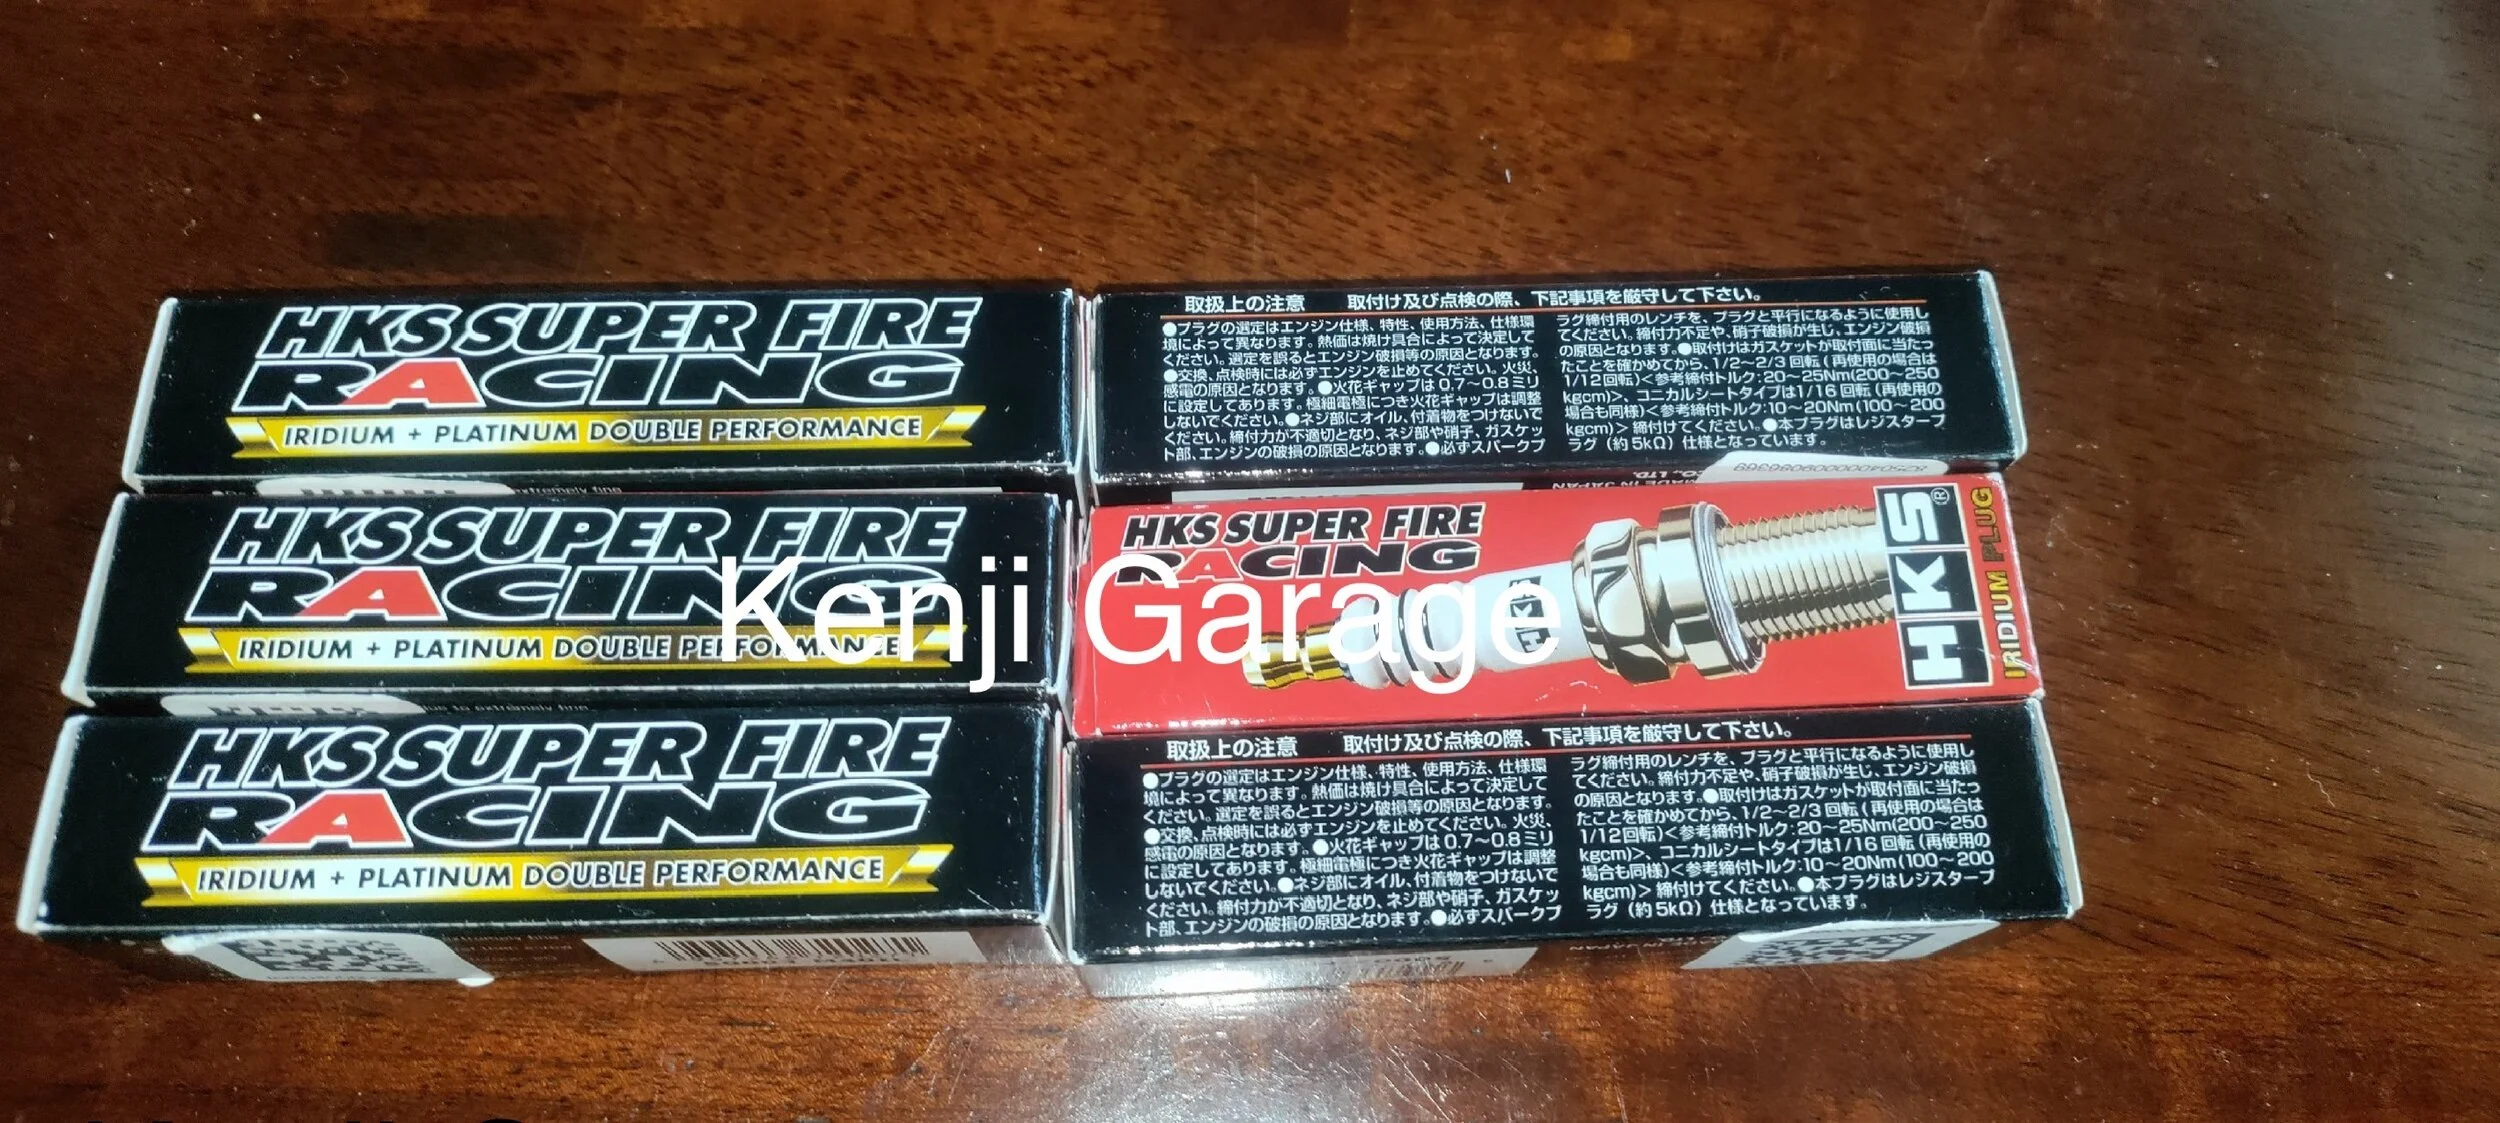 HKS SUPER FIRE
RACING
IRIDIUM + PLATINUM DOUBLE PERFORMANCE
取扱上の注意 取付け及び点検の際、下記事項を厳守して下さい。
●プラグの選定はエンジン仕様、特性、使用方法、仕様環
境によって異なります。熱価は焼け具合によって決定して
ください。選定を誤るとエンジン破損等の原因となります。
●交換、点検時には必ずエンジンを止めてください。火災、
感電の原因となります。●火花ギャップは0.7～0.8ミリ
に設定してあります。極細電極につき火花ギャップは調整
しないでください。●ネジ部にオイル、付着物をつけないで
ください。締付力が不適切となり、ネジ部や硝子、ガスケッ
ト部、エンジンの破損の原因となります。●必ずスパークプ
ラグ締付用のレンチを、プラグと平行になるように使用し
てください。締付力不足や、硝子破損が生じ、エンジン破損
の原因となります。●取付けはガスケットが取付面に当たっ
たことを確かめてから、1/2～2/3回転(再使用の場合は
1/12回転)<参考締付トルク:20～25Nm(200～250
kgcm)>、コニカルシートタイプは1/16回転(再使用の
場合も同様)<参考締付トルク:10～20Nm(100～200
kgcm)>締付けてください。●本プラグはレジスタープ
ラグ(約5kΩ)仕様となっています。
extremely fine
CO., LTD.
MADE IN JAPAN
HKS SUPER FIRE
RACING
IRIDIUM + PLATINUM DOUBLE PERFORMANCE
HKS SUPER FIRE
RACING
HKS
HKS®
IRIDIUM PLUG
Kenji Garage
due to extremely fine
HKS SUPER FIRE
RACING
IRIDIUM + PLATINUM DOUBLE PERFORMANCE
取扱上の注意 取付け及び点検の際、下記事項を厳守して下さい。
●プラグの選定はエンジン仕様、特性、使用方法、仕様環
境によって異なります。熱価は焼け具合によって決定して
ください。選定を誤るとエンジン破損等の原因となります。
●交換、点検時には必ずエンジンを止めてください。火災、
感電の原因となります。●火花ギャップは0.7～0.8ミリ
に設定してあります。極細電極につき火花ギャップは調整
しないでください。●ネジ部にオイル、付着物をつけないで
ください。締付力が不適切となり、ネジ部や硝子、ガスケッ
ト部、エンジンの破損の原因となります。●必ずスパークプ
ラグ締付用のレンチを、プラグと平行になるように使用し
てください。締付力不足や、硝子破損が生じ、エンジン破損
の原因となります。●取付けはガスケットが取付面に当たっ
たことを確かめてから、1/2～2/3回転(再使用の場合は
1/12回転)<参考締付トルク:20～25Nm(200～250
kgcm)>、コニカルシートタイプは1/16回転(再使用の
場合も同様)<参考締付トルク:10～20Nm(100～200
kgcm)>締付けてください。●本プラグはレジスタープ
ラグ(約5kΩ)仕様となっています。